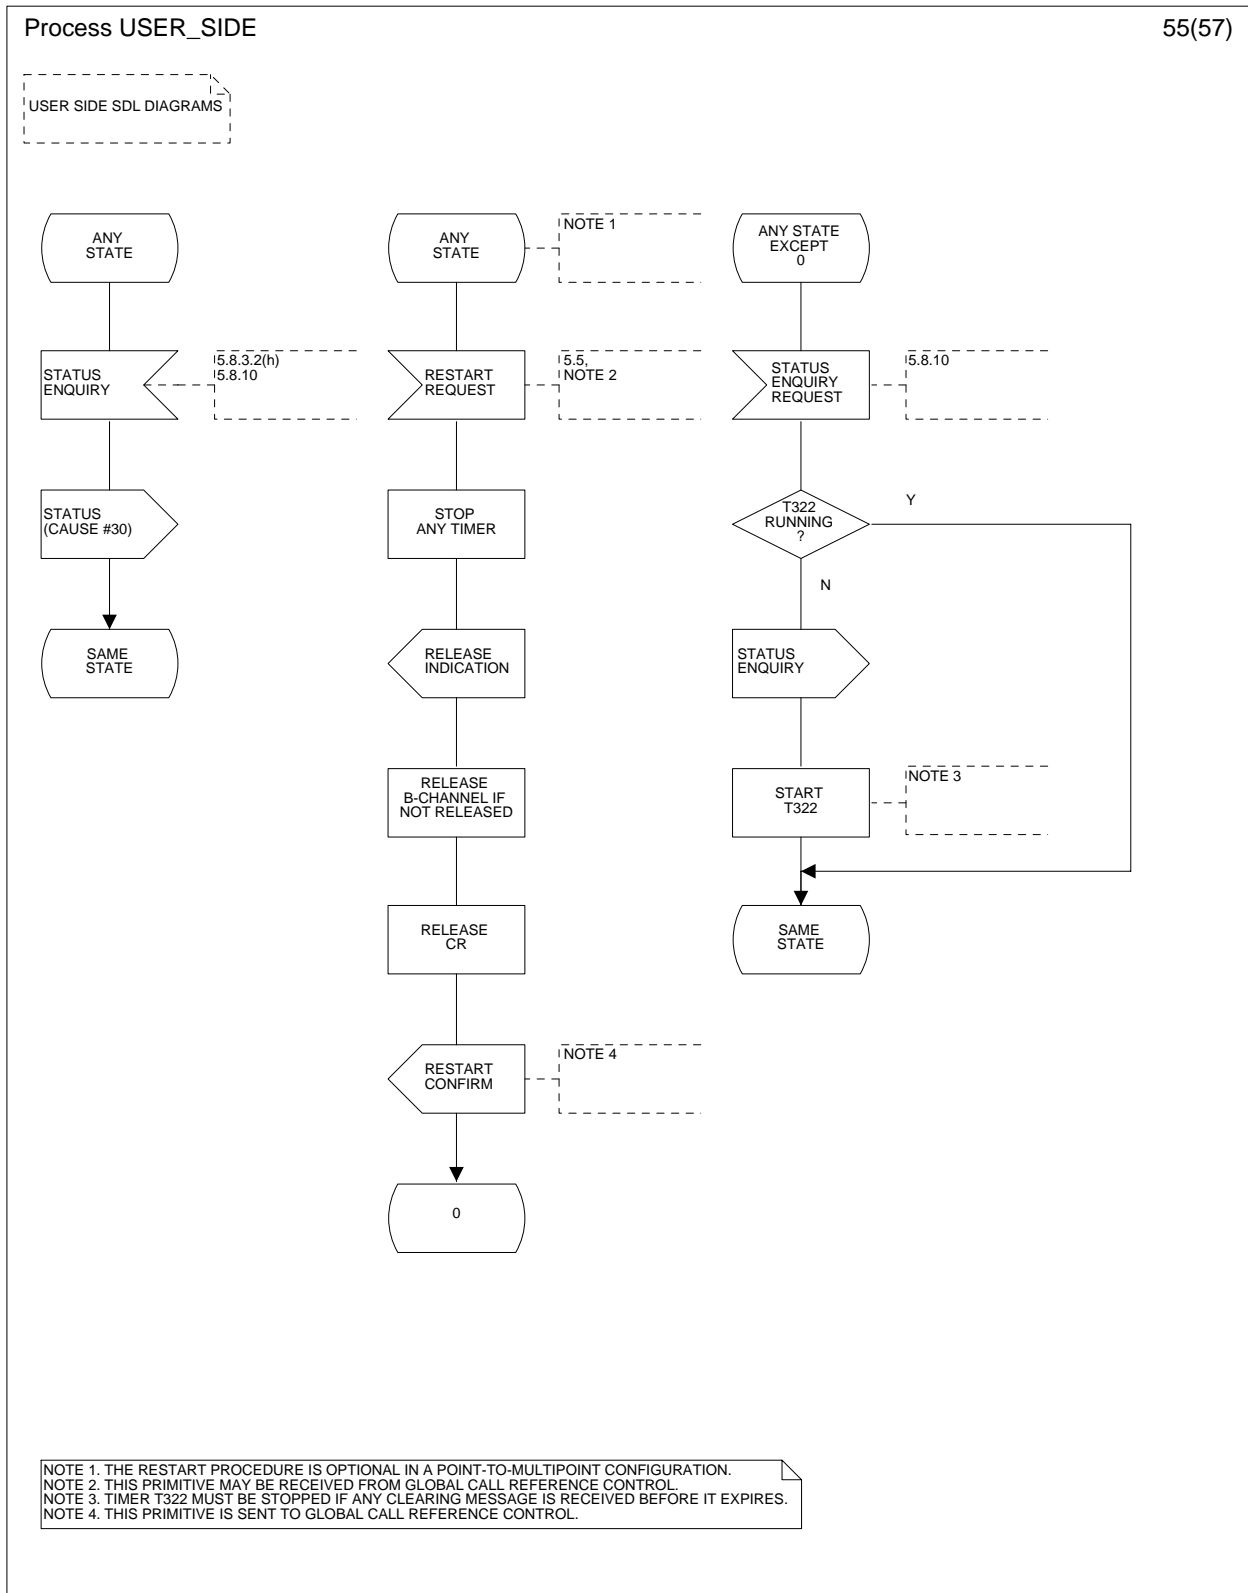 Process USER_SIDE
55(57)
USER SIDE SDL DIAGRAMS
ANY
STATE
STATUS
ENQUIRY
5.8.3.2(h)
5.8.10
STATUS
(CAUSE #30)
SAME
STATE
ANY
STATE
NOTE 1
RESTART
REQUEST
5.5,
NOTE 2
STOP
ANY TIMER
RELEASE
INDICATION
RELEASE
B-CHANNEL IF
NOT RELEASED
RELEASE
CR
RESTART
CONFIRM
NOTE 4
0
ANY STATE
EXCEPT
0
STATUS
ENQUIRY
REQUEST
5.8.10
T322
RUNNING
?
Y
N
STATUS
ENQUIRY
START
T322
NOTE 3
SAME
STATE
NOTE 1. THE RESTART PROCEDURE IS OPTIONAL IN A POINT-TO-MULTIPOINT CONFIGURATION.
NOTE 2. THIS PRIMITIVE MAY BE RECEIVED FROM GLOBAL CALL REFERENCE CONTROL.
NOTE 3. TIMER T322 MUST BE STOPPED IF ANY CLEARING MESSAGE IS RECEIVED BEFORE IT EXPIRES.
NOTE 4. THIS PRIMITIVE IS SENT TO GLOBAL CALL REFERENCE CONTROL.